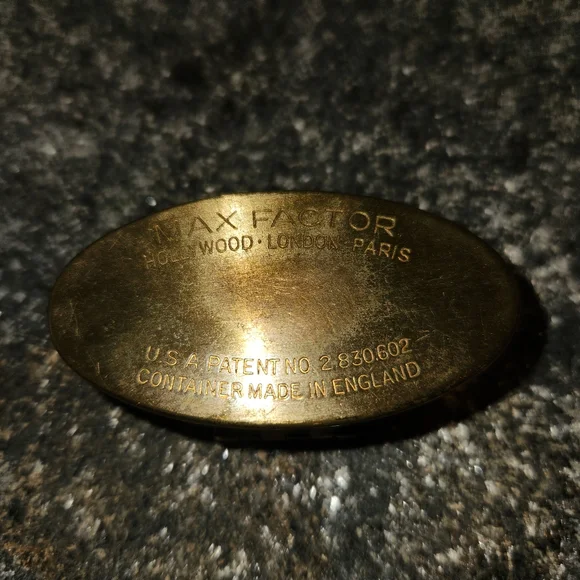 MAX FACTOR
HOLLYWOOD · LONDON · PARIS
U.S.A. PATENT NO. 2,830,602
CONTAINER MADE IN ENGLAND